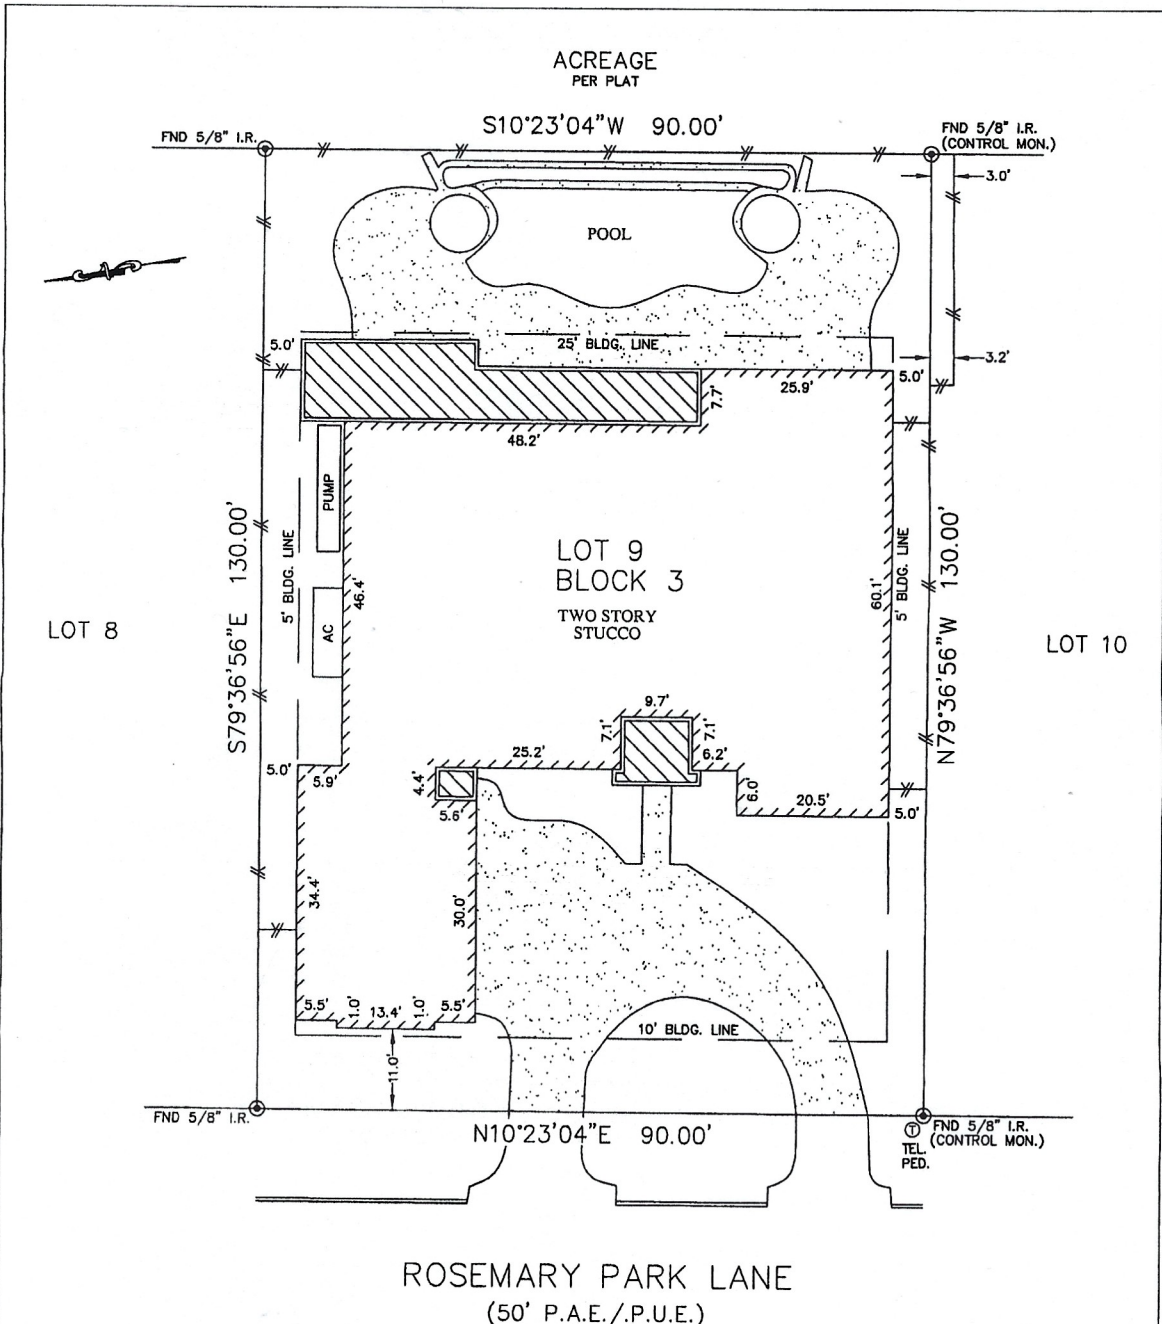 ACREAGE
PER PLAT
S10°23'04"W 90.00'
FND 5/8" I.R.
FND 5/8" I.R.
(CONTROL MON.)
3.0'
POOL
5.0'
25' BLDG. LINE
3.2'
25.9'
5.0'
7.7'
48.2'
PUMP
5' BLDG. LINE
S79°36'56"E 130.00'
46.4'
LOT 9
BLOCK 3
TWO STORY
STUCCO
60.1'
5' BLDG. LINE
N79°36'56"W 130.00'
AC
LOT 8
LOT 10
9.7'
7.1'
7.1'
25.2'
6.2'
5.0'
5.9'
4.4'
5.6'
6.0'
20.5'
5.0'
34.4'
30.0'
5.5'
1.0'
13.4'
1.0'
5.5'
10' BLDG. LINE
11.0'
FND 5/8" I.R.
N10°23'04"E 90.00'
T
TEL.
PED.
FND 5/8" I.R.
(CONTROL MON.)
ROSEMARY PARK LANE
(50' P.A.E./.P.U.E.)